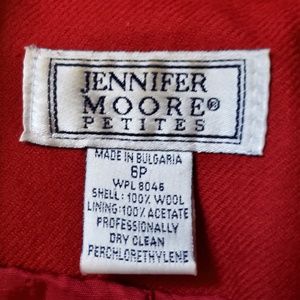 JENNIFER
MOORE®
PETITES
MADE IN BULGARIA
6P
WPL 8046
SHELL: 100% WOOL
LINING: 100% ACETATE
PROFESSIONALLY
DRY CLEAN
PERCHLORETHYLENE